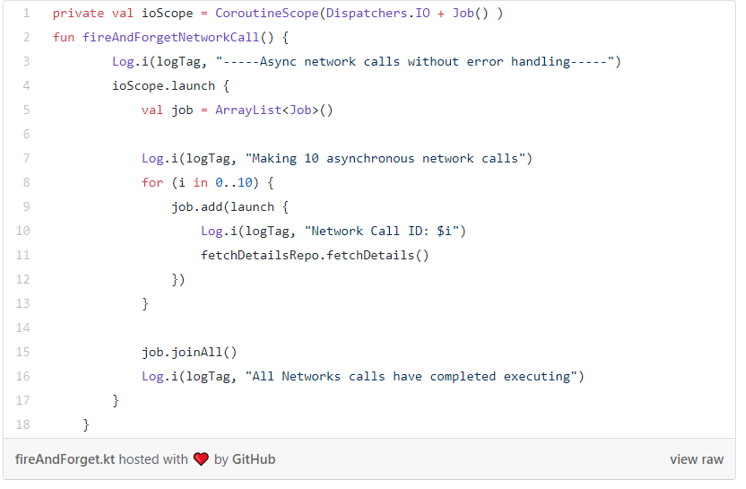 1 private val ioScope = CoroutineScope(Dispatchers.IO + Job() )
2 fun fireAndForgetNetworkCall() {
3         Log.i(logTag, "-----Async network calls without error handling-----")
4         ioScope.launch {
5             val job = ArrayList<Job>()
6
7             Log.i(logTag, "Making 10 asynchronous network calls")
8             for (i in 0..10) {
9                 job.add(launch {
10                     Log.i(logTag, "Network Call ID: $i")
11                     fetchDetailsRepo.fetchDetails()
12                 })
13             }
14
15             job.joinAll()
16             Log.i(logTag, "All Networks calls have completed executing")
17         }
18     }
fireAndForget.kt hosted with ❤ by GitHub view raw